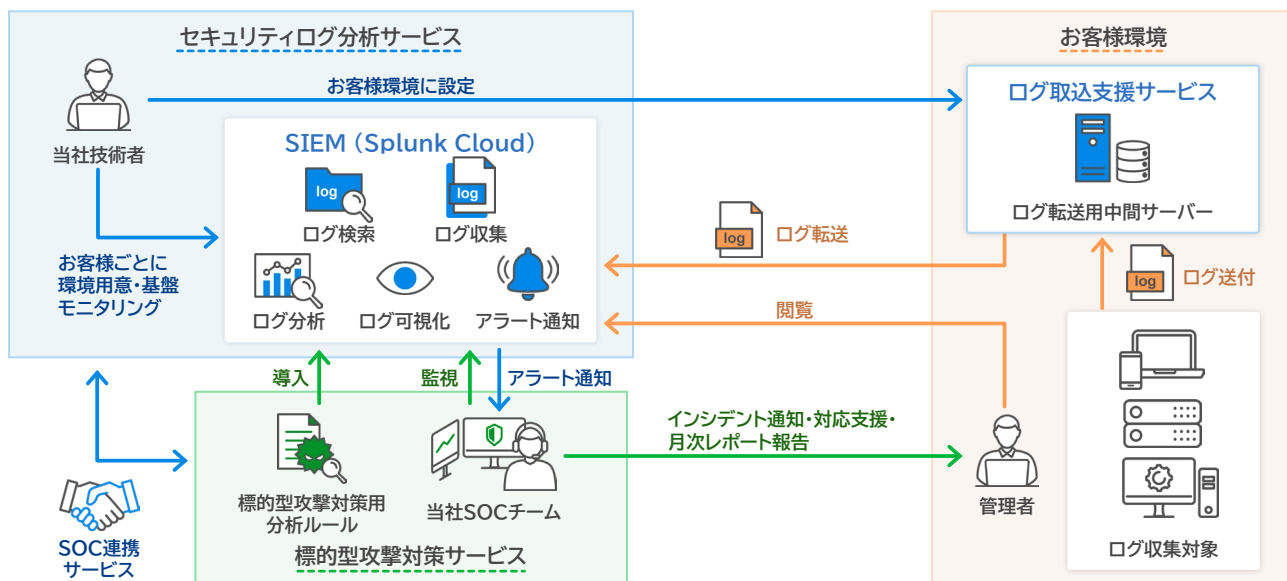 セキュリティログ分析サービス
当社技術者
お客様環境に設定
SIEM（Splunk Cloud）
log
ログ検索
log
ログ収集
ログ分析
ログ可視化
アラート通知
お客様ごとに
環境用意・基盤
モニタリング
log
ログ転送
閲覧
お客様環境
ログ取込支援サービス
ログ転送用中間サーバー
log
ログ送付
ログ収集対象
管理者
導入
監視
アラート通知
インシデント通知・対応支援・
月次レポート報告
標的型攻撃対策用
分析ルール
当社SOCチーム
標的型攻撃対策サービス
SOC連携
サービス